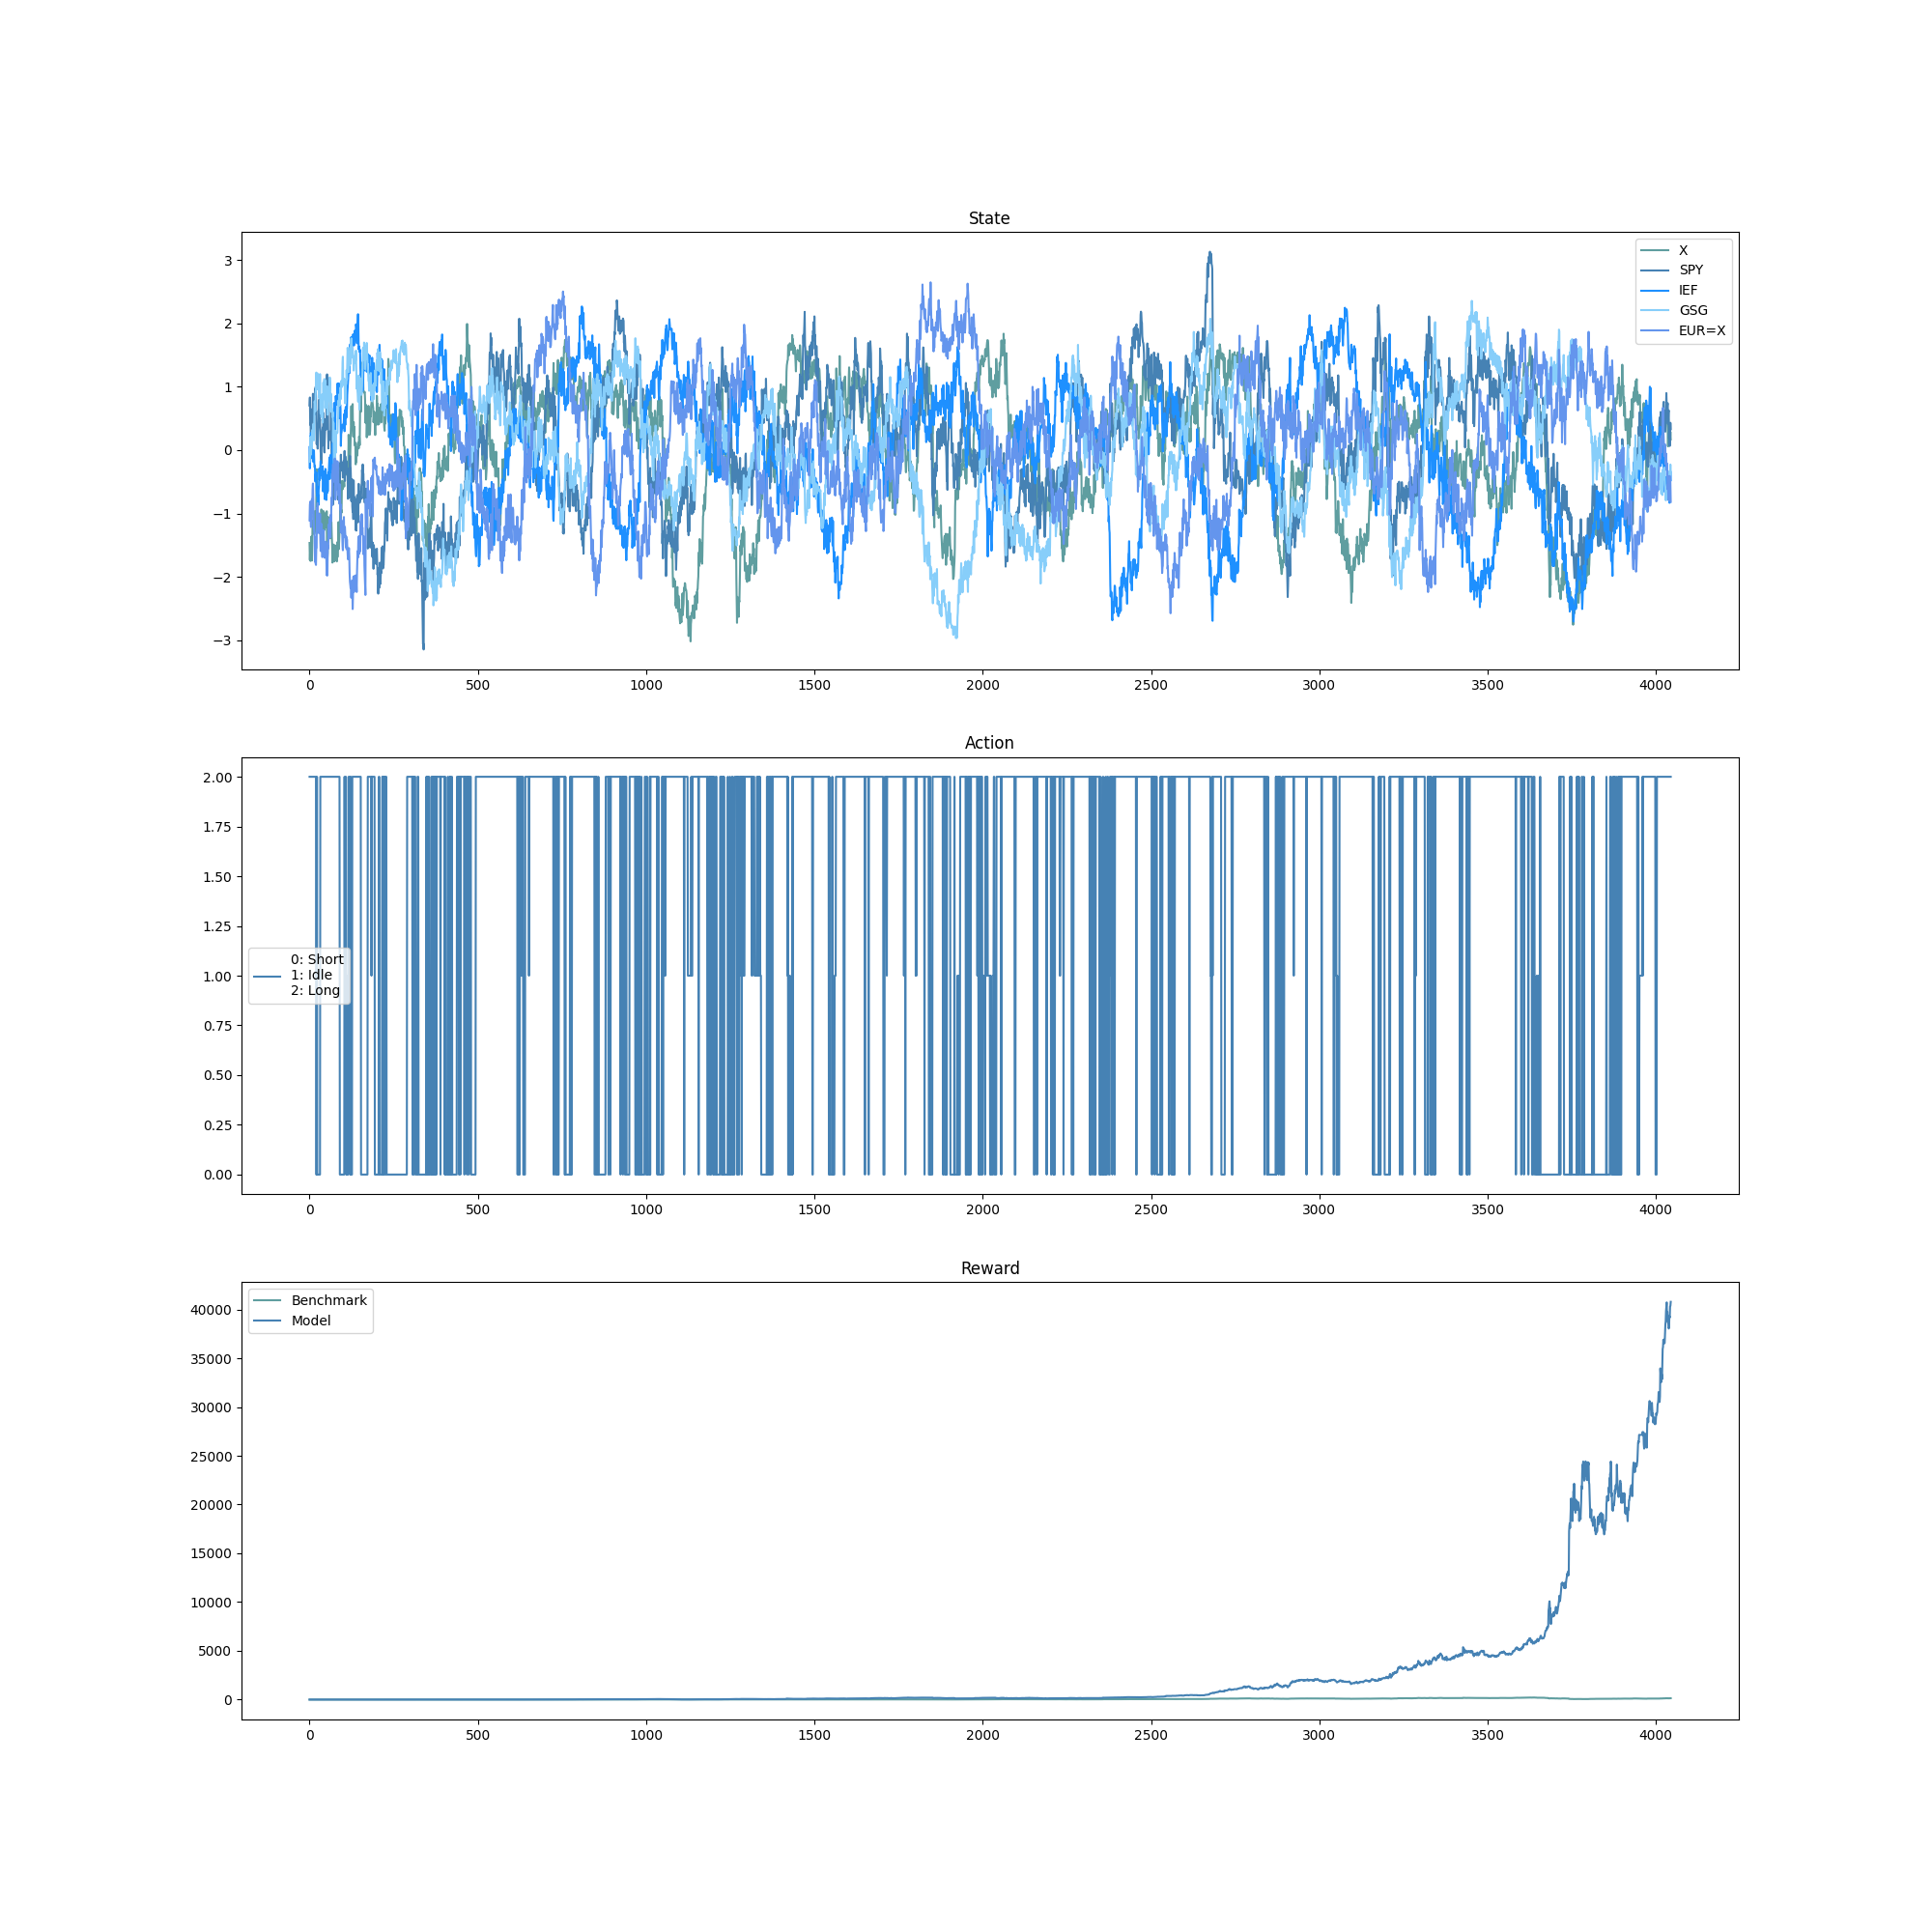 State
3
2
1
0
−1
−2
−3
X
SPY
IEF
GSG
EUR=X
0 500 1000 1500 2000 2500 3000 3500 4000
Action
2.00
1.75
1.50
1.25
1.00
0.75
0.50
0.25
0.00
0: Short
1: Idle
2: Long
0 500 1000 1500 2000 2500 3000 3500 4000
Reward
40000
35000
30000
25000
20000
15000
10000
5000
0
Benchmark
Model
0 500 1000 1500 2000 2500 3000 3500 4000